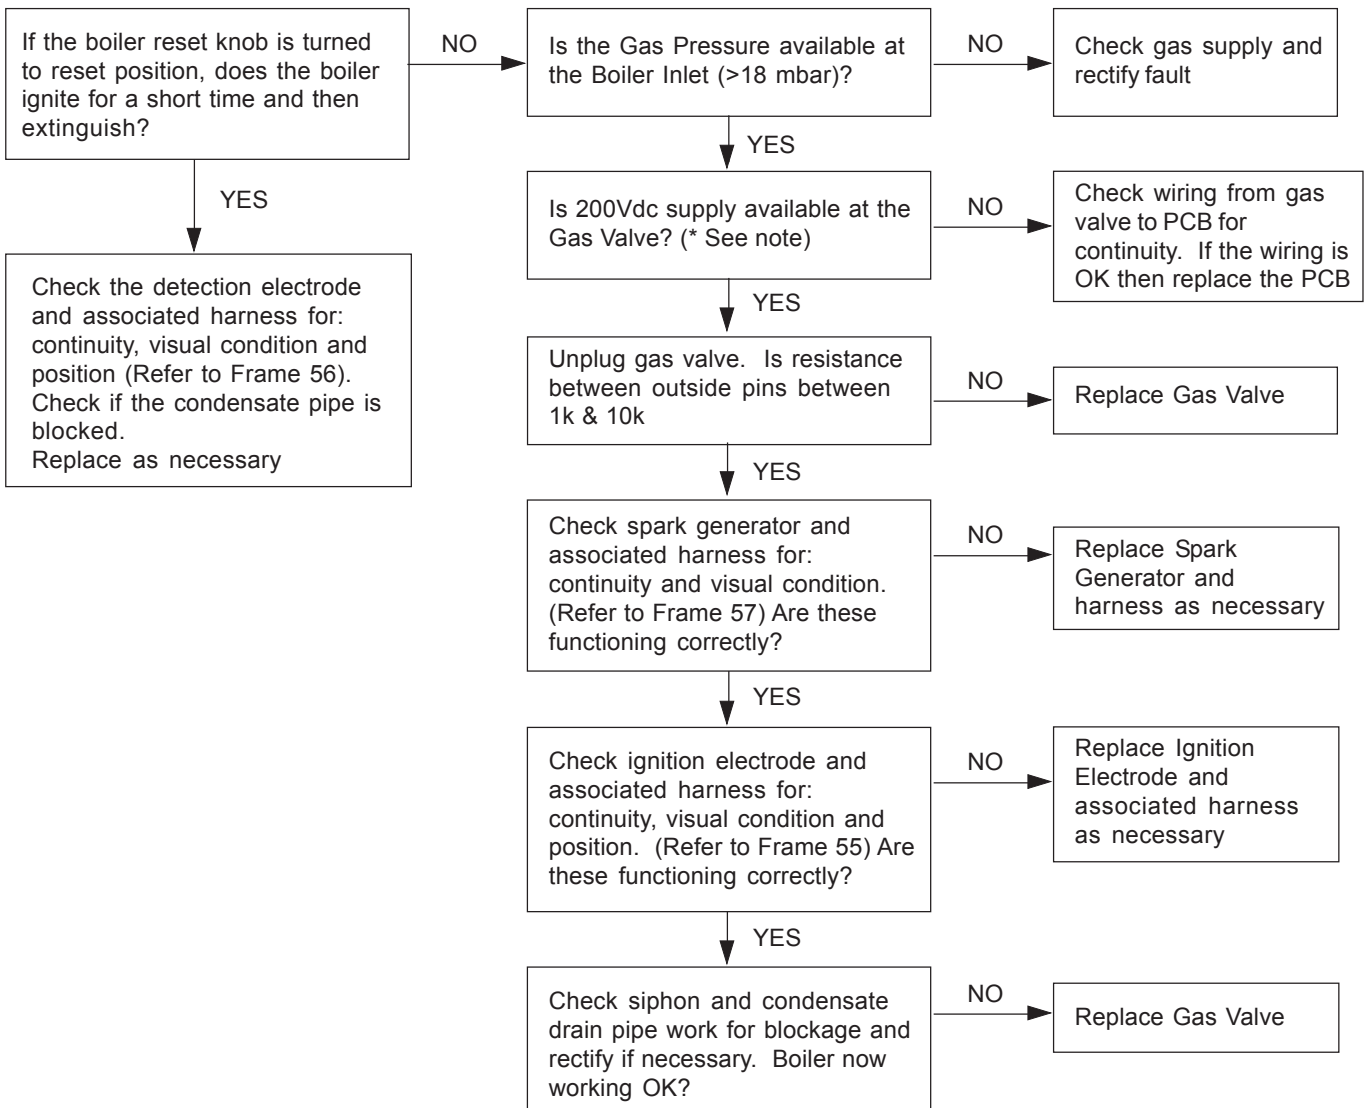 If the boiler reset knob is turned
to reset position, does the boiler
ignite for a short time and then
extinguish?
NO
Is the Gas Pressure available at
the Boiler Inlet (>18 mbar)?
NO
Check gas supply and
rectify fault
YES
YES
Check the detection electrode
and associated harness for:
continuity, visual condition and
position (Refer to Frame 56).
Check if the condensate pipe is
blocked.
Replace as necessary
Is 200Vdc supply available at the
Gas Valve? (* See note)
NO
Check wiring from gas
valve to PCB for
continuity. If the wiring is
OK then replace the PCB
YES
Unplug gas valve. Is resistance
between outside pins between
1k & 10k
NO
Replace Gas Valve
YES
Check spark generator and
associated harness for:
continuity and visual condition.
(Refer to Frame 57) Are these
functioning correctly?
NO
Replace Spark
Generator and
harness as necessary
YES
Check ignition electrode and
associated harness for:
continuity, visual condition and
position. (Refer to Frame 55) Are
these functioning correctly?
NO
Replace Ignition
Electrode and
associated harness
as necessary
YES
Check siphon and condensate
drain pipe work for blockage and
rectify if necessary. Boiler now
working OK?
NO
Replace Gas Valve